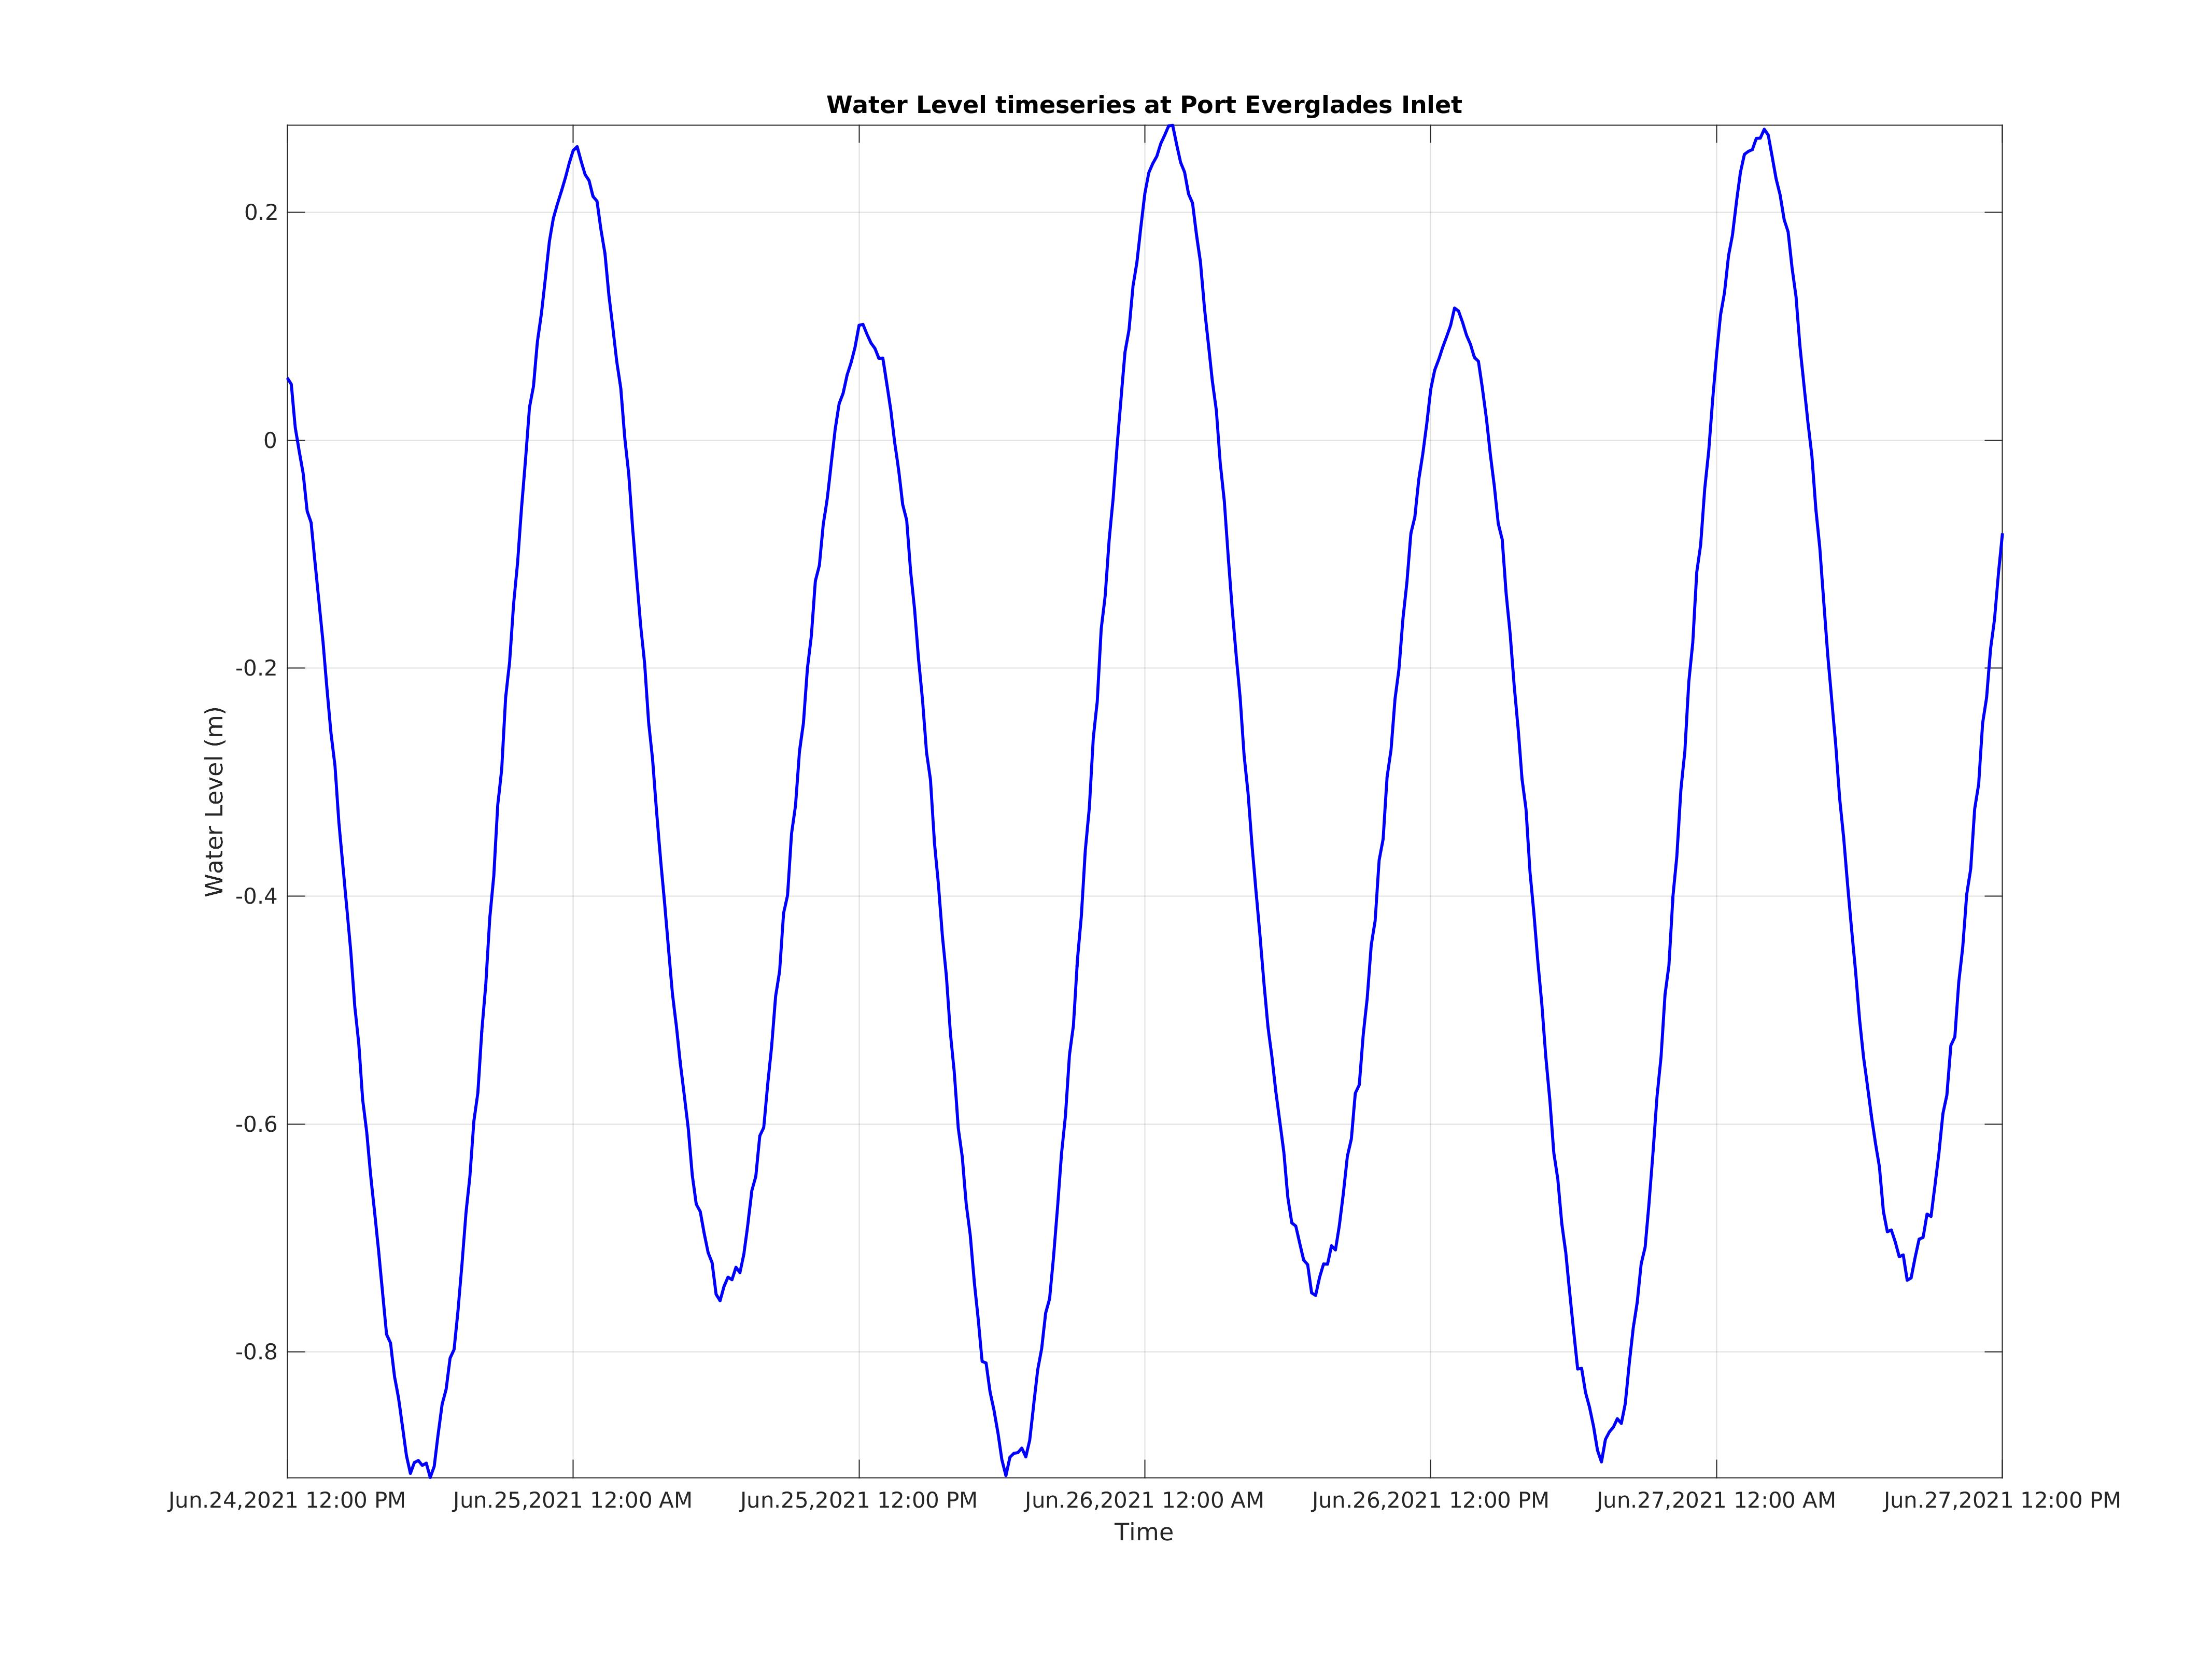 Water Level timeseries at Port Everglades Inlet
Water Level (m)
0.2
0
-0.2
-0.4
-0.6
-0.8
Jun.24,2021 12:00 PM Jun.25,2021 12:00 AM Jun.25,2021 12:00 PM Jun.26,2021 12:00 AM Jun.26,2021 12:00 PM Jun.27,2021 12:00 AM Jun.27,2021 12:00 PM
Time